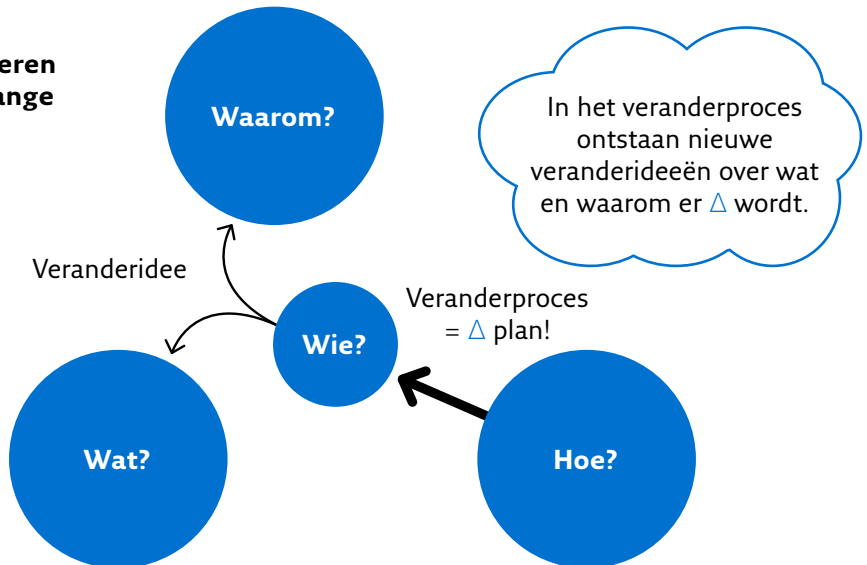 eren
ange
Waarom?
In het veranderproces
ontstaan nieuwe
veranderideeën over wat
en waarom er Δ wordt.
Veranderidee
Veranderproces
= Δ plan!
Wie?
Wat?
Hoe?